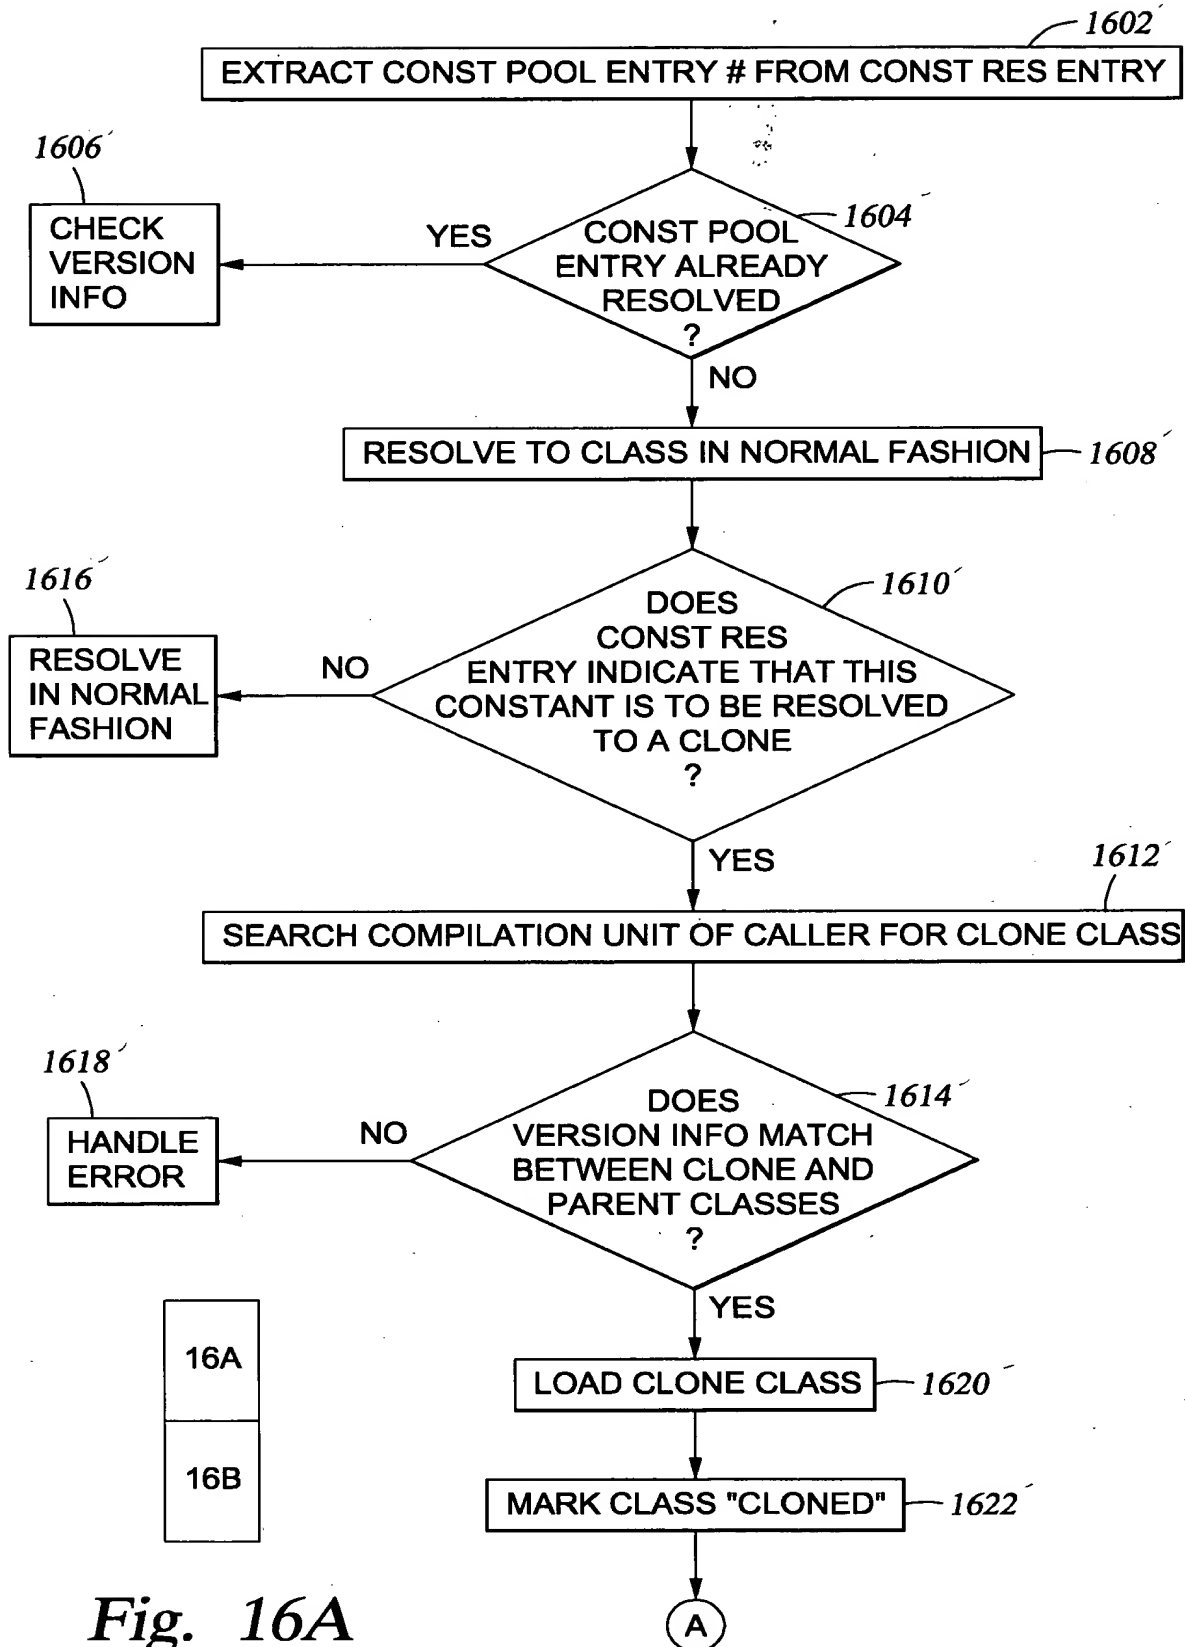 1602
EXTRACT CONST POOL ENTRY # FROM CONST RES ENTRY
1606
CHECK
VERSION
INFO
YES
1604
CONST POOL
ENTRY ALREADY
RESOLVED
?
NO
RESOLVE TO CLASS IN NORMAL FASHION
1608
1616
RESOLVE
IN NORMAL
FASHION
NO
1610
DOES
CONST RES
ENTRY INDICATE THAT THIS
CONSTANT IS TO BE RESOLVED
TO A CLONE
?
YES
1612
SEARCH COMPILATION UNIT OF CALLER FOR CLONE CLASS
1618
HANDLE
ERROR
NO
1614
DOES
VERSION INFO MATCH
BETWEEN CLONE AND
PARENT CLASSES
?
YES
16A
16B
LOAD CLONE CLASS
1620
MARK CLASS "CLONED"
1622
A
Fig. 16A